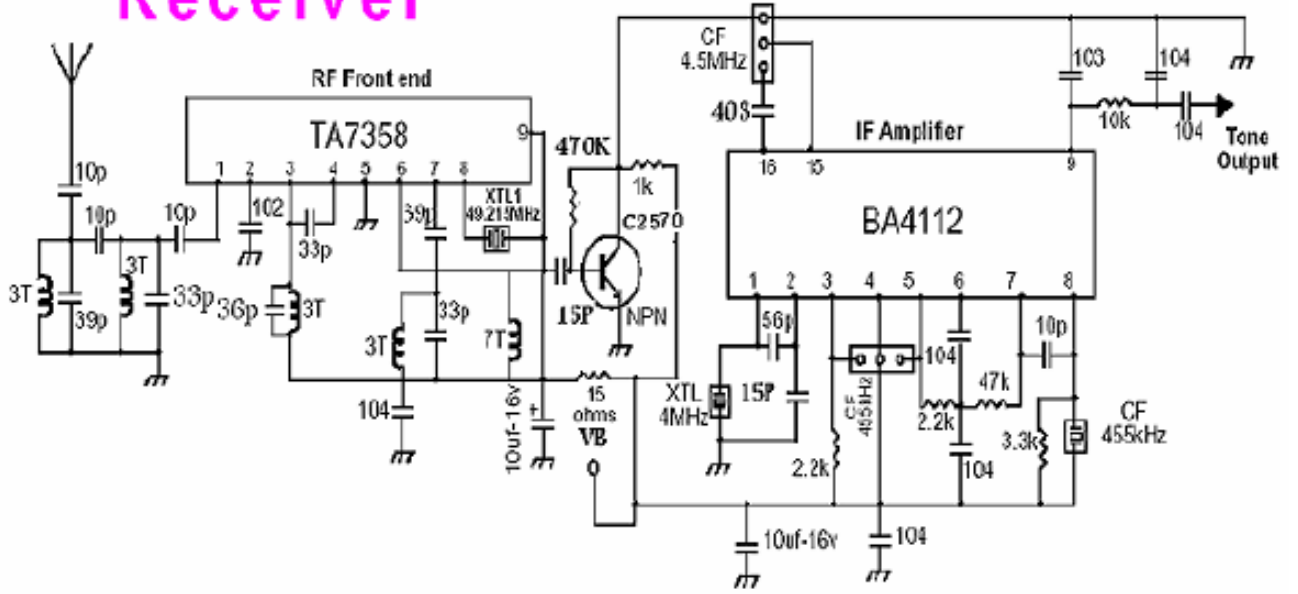 Receiver
CF
4.5MHz
103
104
RF Front end
TA7358
9
40S
10k
104
Tone
Output
IF Amplifer
470K
1k
16
15
9
10p
1
2
3
4
5
6
7
8
XTL1
49.215MHz
C2570
BA4112
10p
10p
102
33p
39p
3T
39p
3T
33p
36p
3T
3T
33p
7T
15P
NPN
1
2
3
4
5
6
7
8
56p
10p
104
XTL
4MHz
15P
CF
455kHz
47k
2.2k
104
10uf-16v
+
15
ohms
VB
104
2.2k
3.3k
CF
455kHz
10uf-16v
104